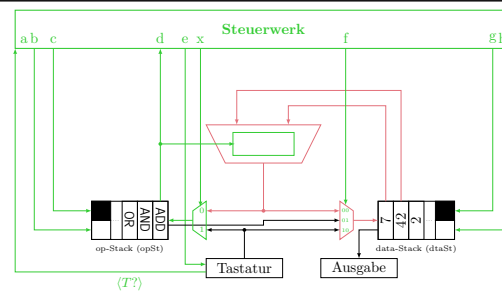 Steuerwerk
a b c d e x f g h
0
1
00
01
10
OR
AND
ADD
7
42
2
op-Stack (opSt)
data-Stack (dtaSt)
Tastatur
Ausgabe
⟨T?⟩